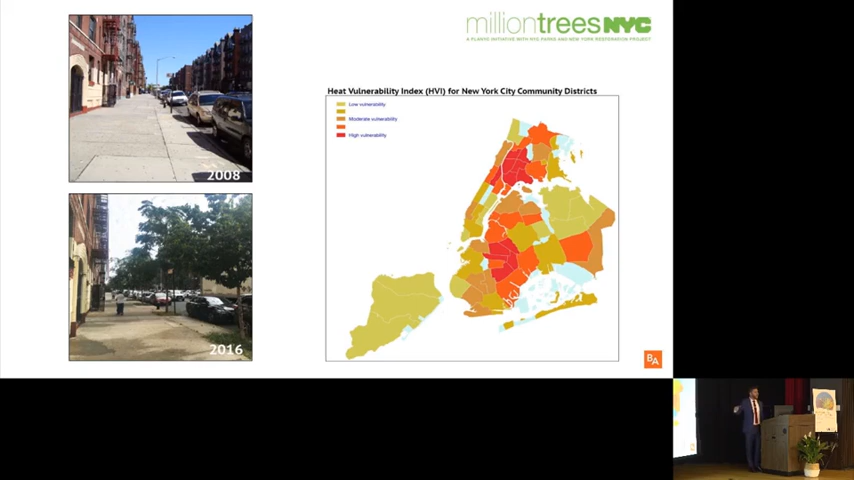 milliontreesNYC
A PLANYC INITIATIVE WITH NYC PARKS AND NEW YORK RESTORATION PROJECT
Heat Vulnerability Index (HVI) for New York City Community Districts
Low vulnerability
Moderate vulnerability
High vulnerability
2008
2016
BA